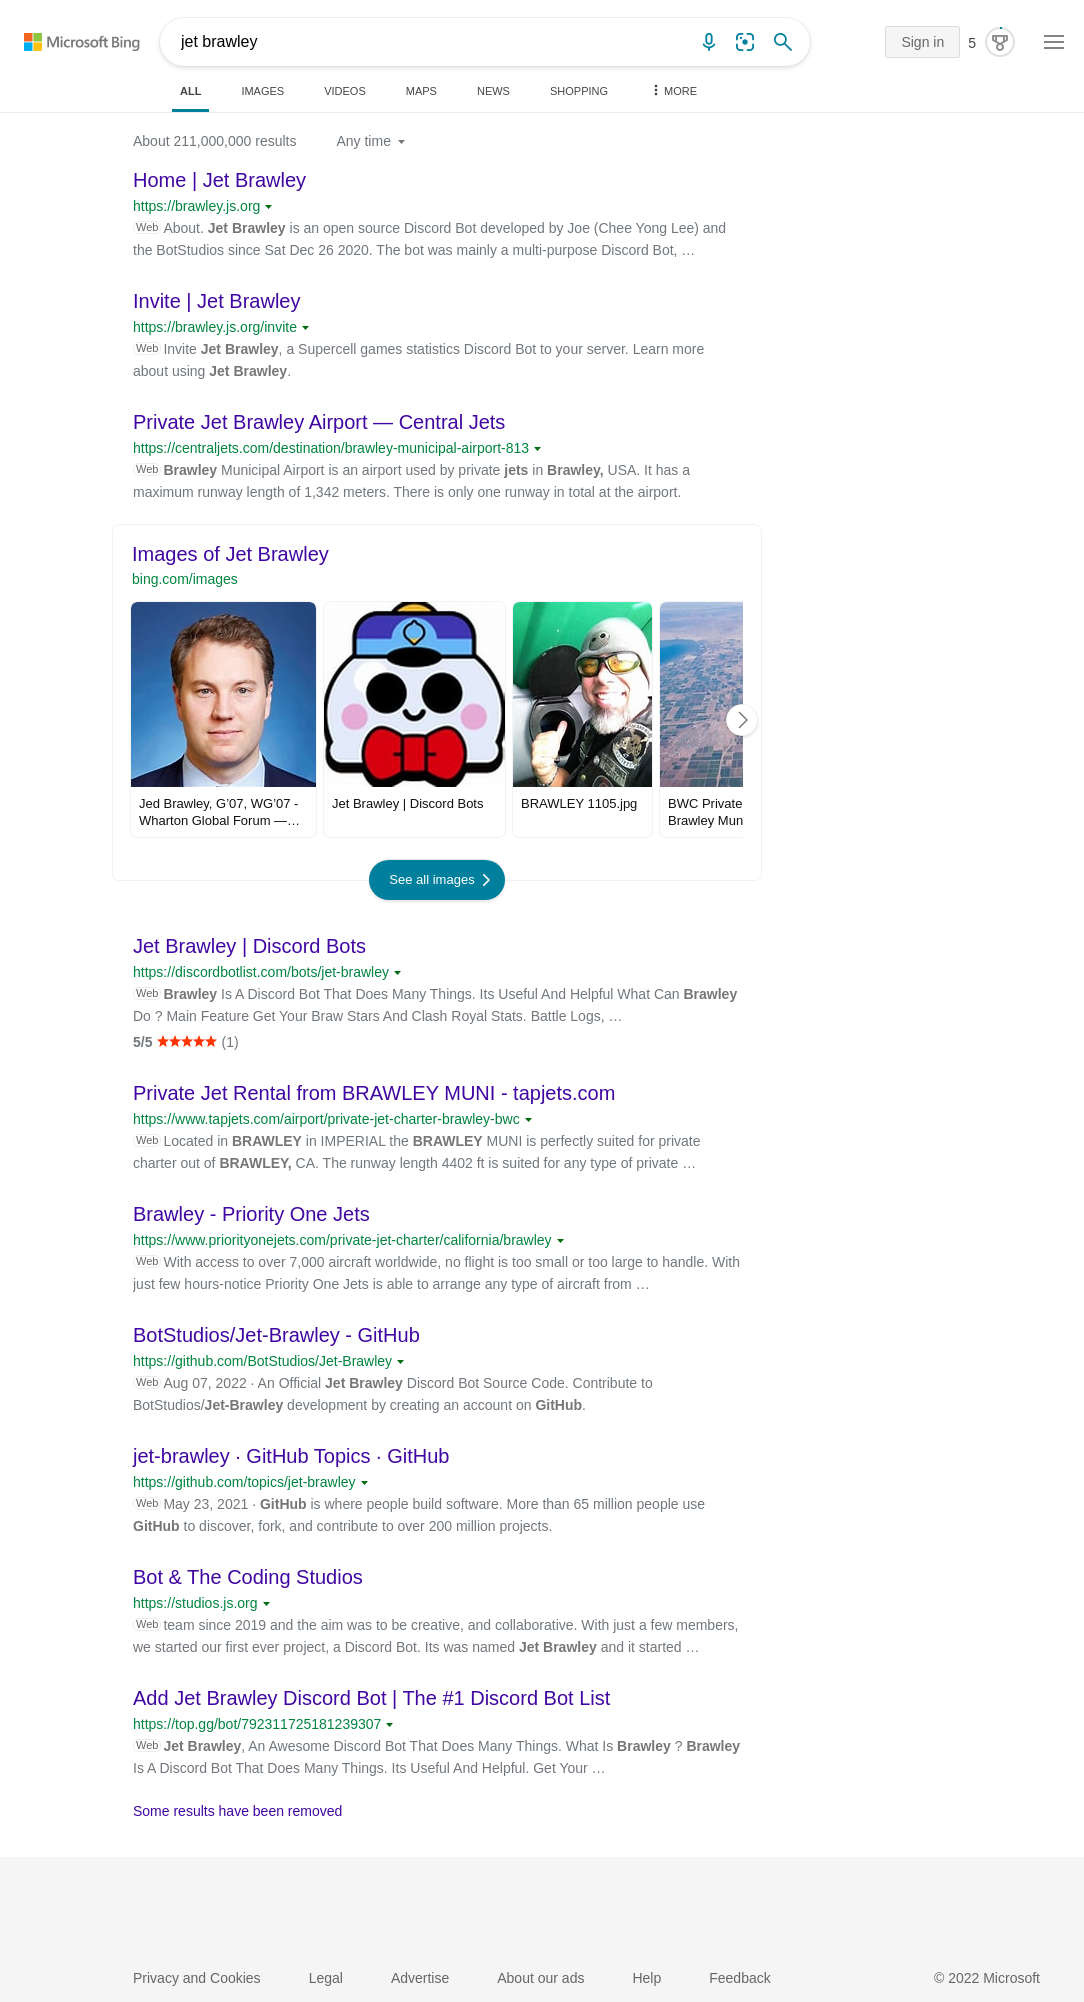 Microsoft Bing
jet brawley
Sign in
5
ALL
IMAGES
VIDEOS
MAPS
NEWS
SHOPPING
MORE
About 211,000,000 results
Any time
Home | Jet Brawley
https://brawley.js.org
Web About. Jet Brawley is an open source Discord Bot developed by Joe (Chee Yong Lee) and
the BotStudios since Sat Dec 26 2020. The bot was mainly a multi-purpose Discord Bot, …
Invite | Jet Brawley
https://brawley.js.org/invite
Web Invite Jet Brawley, a Supercell games statistics Discord Bot to your server. Learn more
about using Jet Brawley.
Private Jet Brawley Airport — Central Jets
https://centraljets.com/destination/brawley-municipal-airport-813
Web Brawley Municipal Airport is an airport used by private jets in Brawley, USA. It has a
maximum runway length of 1,342 meters. There is only one runway in total at the airport.
Images of Jet Brawley
bing.com/images
Jed Brawley, G'07, WG'07 -
Wharton Global Forum —…
Jet Brawley | Discord Bots
BRAWLEY 1105.jpg
BWC Private
Brawley Mun
See all images
Jet Brawley | Discord Bots
https://discordbotlist.com/bots/jet-brawley
Web Brawley Is A Discord Bot That Does Many Things. Its Useful And Helpful What Can Brawley
Do ? Main Feature Get Your Braw Stars And Clash Royal Stats. Battle Logs, …
5/5 ★★★★★ (1)
Private Jet Rental from BRAWLEY MUNI - tapjets.com
https://www.tapjets.com/airport/private-jet-charter-brawley-bwc
Web Located in BRAWLEY in IMPERIAL the BRAWLEY MUNI is perfectly suited for private
charter out of BRAWLEY, CA. The runway length 4402 ft is suited for any type of private …
Brawley - Priority One Jets
https://www.priorityonejets.com/private-jet-charter/california/brawley
Web With access to over 7,000 aircraft worldwide, no flight is too small or too large to handle. With
just few hours-notice Priority One Jets is able to arrange any type of aircraft from …
BotStudios/Jet-Brawley - GitHub
https://github.com/BotStudios/Jet-Brawley
Web Aug 07, 2022 · An Official Jet Brawley Discord Bot Source Code. Contribute to
BotStudios/Jet-Brawley development by creating an account on GitHub.
jet-brawley · GitHub Topics · GitHub
https://github.com/topics/jet-brawley
Web May 23, 2021 · GitHub is where people build software. More than 65 million people use
GitHub to discover, fork, and contribute to over 200 million projects.
Bot & The Coding Studios
https://studios.js.org
Web team since 2019 and the aim was to be creative, and collaborative. With just a few members,
we started our first ever project, a Discord Bot. Its was named Jet Brawley and it started …
Add Jet Brawley Discord Bot | The #1 Discord Bot List
https://top.gg/bot/792311725181239307
Web Jet Brawley, An Awesome Discord Bot That Does Many Things. What Is Brawley ? Brawley
Is A Discord Bot That Does Many Things. Its Useful And Helpful. Get Your …
Some results have been removed
Privacy and Cookies
Legal
Advertise
About our ads
Help
Feedback
© 2022 Microsoft